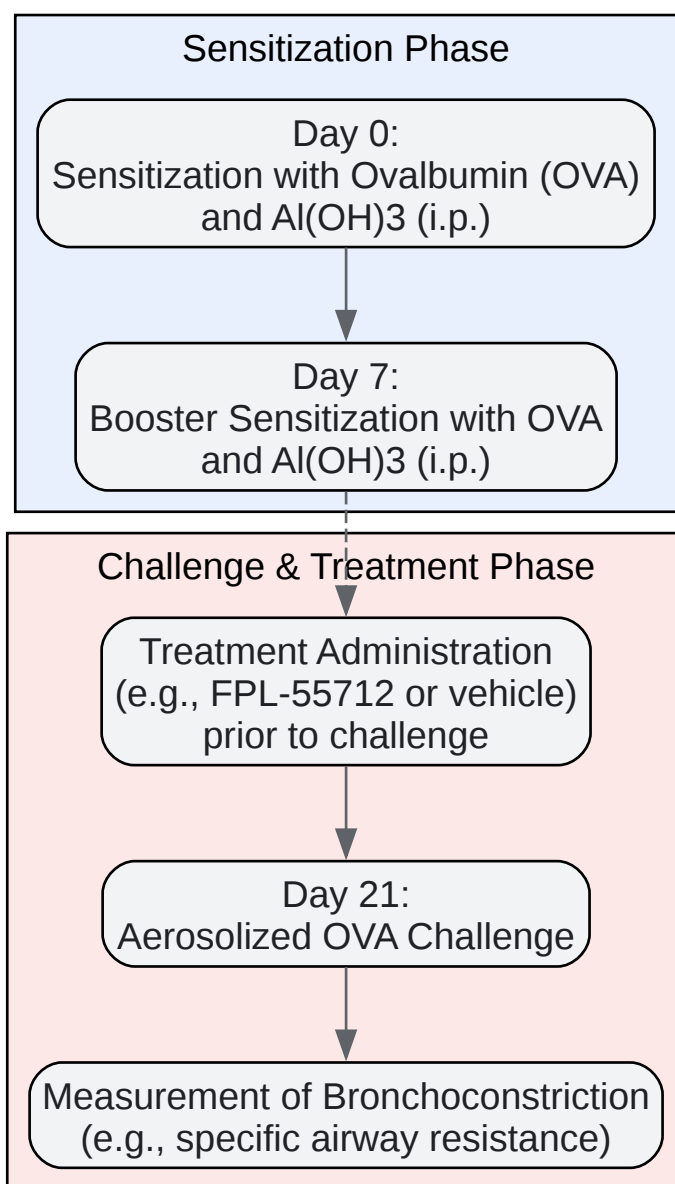 Sensitization Phase
Day 0:
Sensitization with Ovalbumin (OVA)
and Al(OH)3 (i.p.)
Day 7:
Booster Sensitization with OVA
and Al(OH)3 (i.p.)
Challenge & Treatment Phase
Treatment Administration
(e.g., FPL-55712 or vehicle)
prior to challenge
Day 21:
Aerosolized OVA Challenge
Measurement of Bronchoconstriction
(e.g., specific airway resistance)